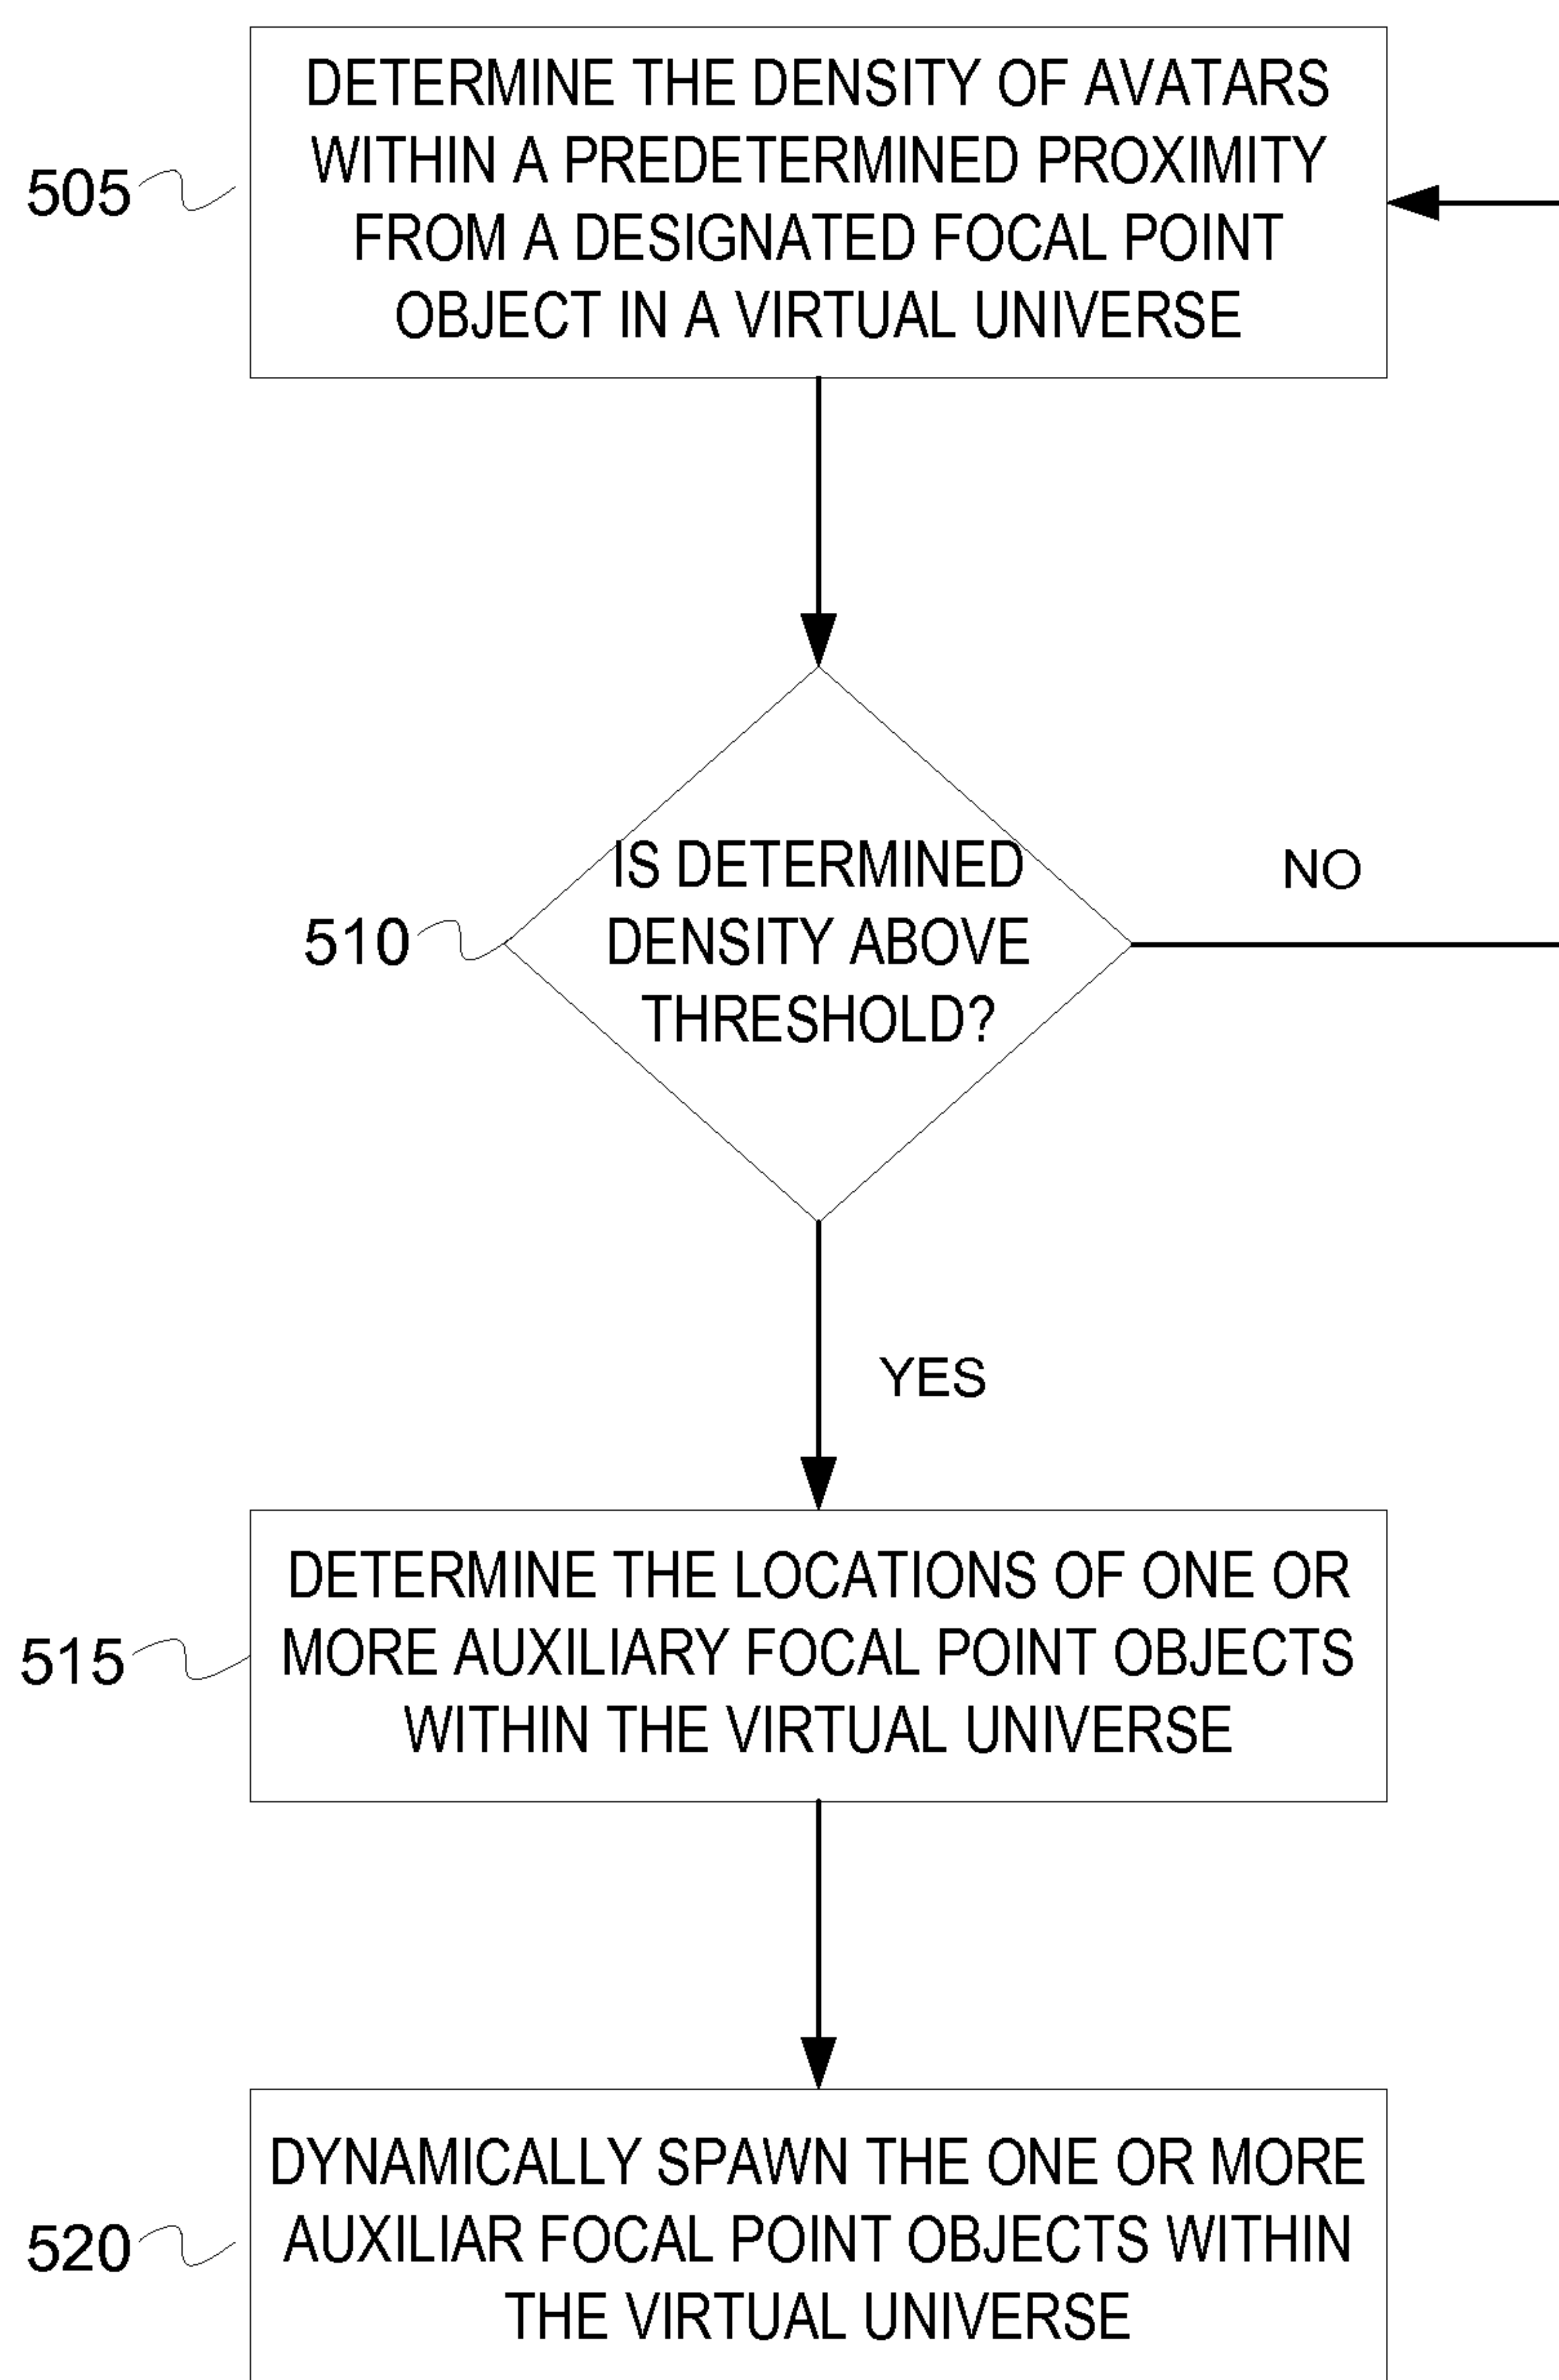 DETERMINE THE DENSITY OF AVATARS
WITHIN A PREDETERMINED PROXIMITY
FROM A DESIGNATED FOCAL POINT
OBJECT IN A VIRTUAL UNIVERSE
505
IS DETERMINED
DENSITY ABOVE
THRESHOLD?
510
NO
YES
DETERMINE THE LOCATIONS OF ONE OR
MORE AUXILIARY FOCAL POINT OBJECTS
WITHIN THE VIRTUAL UNIVERSE
515
DYNAMICALLY SPAWN THE ONE OR MORE
AUXILIAR FOCAL POINT OBJECTS WITHIN
THE VIRTUAL UNIVERSE
520